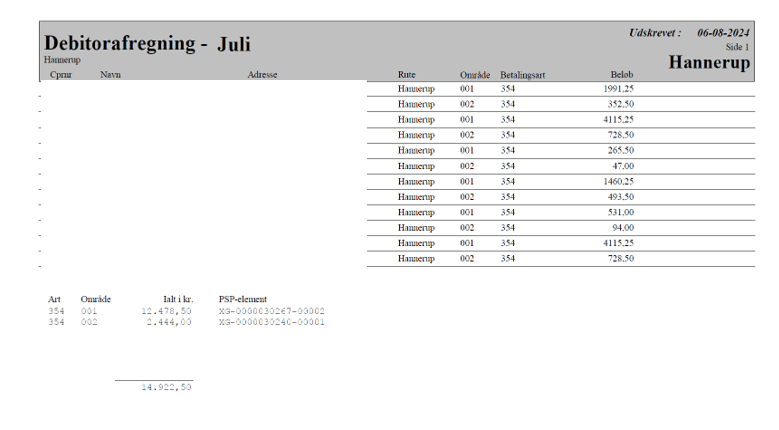 Udskrevet : 06-08-2024
Debitorafregning - Juli
Side 1
Hannerup
Hannerup
Cprnr Navn Adresse Rute Område Betalingsart Beløb
Hannerup 001 354 1991,25
Hannerup 002 354 352,50
Hannerup 001 354 4115,25
Hannerup 002 354 728,50
Hannerup 001 354 265,50
Hannerup 002 354 47,00
Hannerup 001 354 1460,25
Hannerup 002 354 493,50
Hannerup 001 354 531,00
Hannerup 002 354 94,00
Hannerup 001 354 4115,25
Hannerup 002 354 728,50
Art Område Ialt i kr. PSP-element
354 001 12.478,50 XG-0000030267-00002
354 002 2.444,00 XG-0000030240-00001
14.922,50